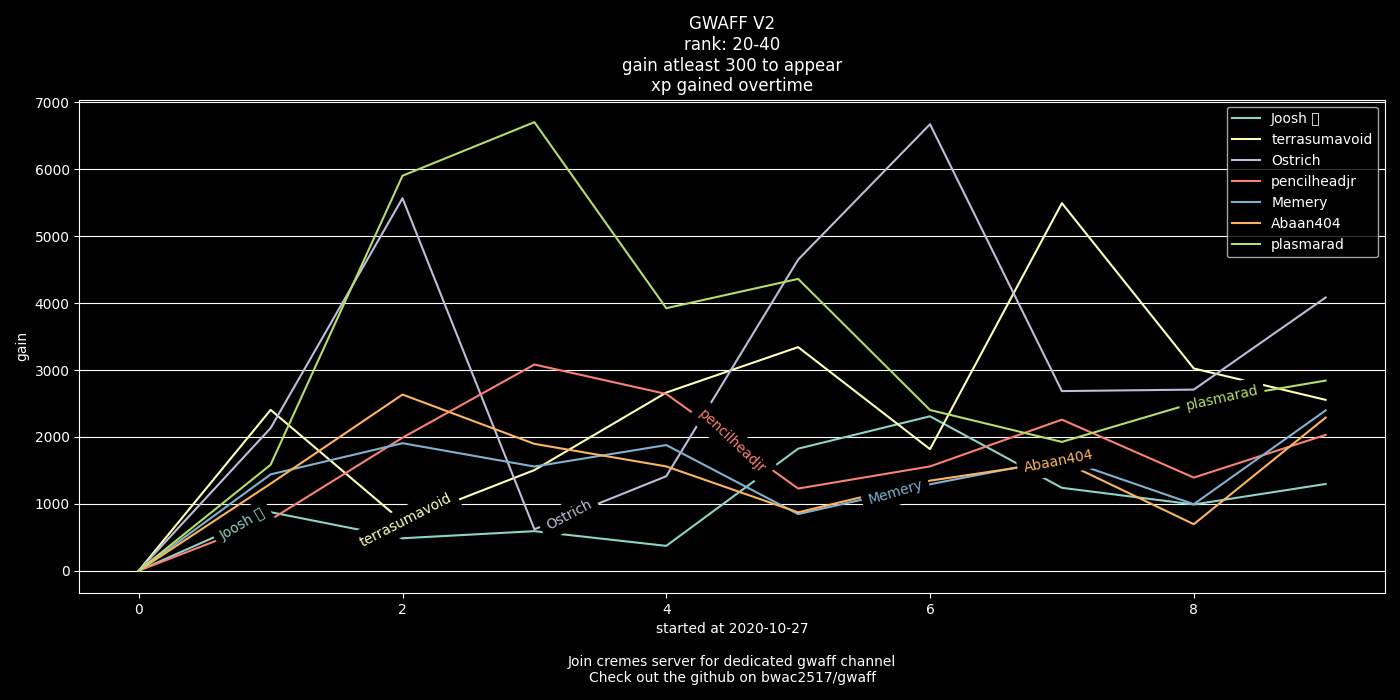 GWAFF V2
rank: 20-40
gain atleast 300 to appear
xp gained overtime
7000
6000
5000
4000
3000
2000
1000
0
gain
Joosh
terrasumavoid
Ostrich
pencilheadjr
Memery
Abaan404
plasmarad
Joosh
terrasumavoid
Ostrich
pencilheadjr
Memery
Abaan404
plasmarad
0 2 4 6 8
started at 2020-10-27
Join cremes server for dedicated gwaff channel
Check out the github on bwac2517/gwaff